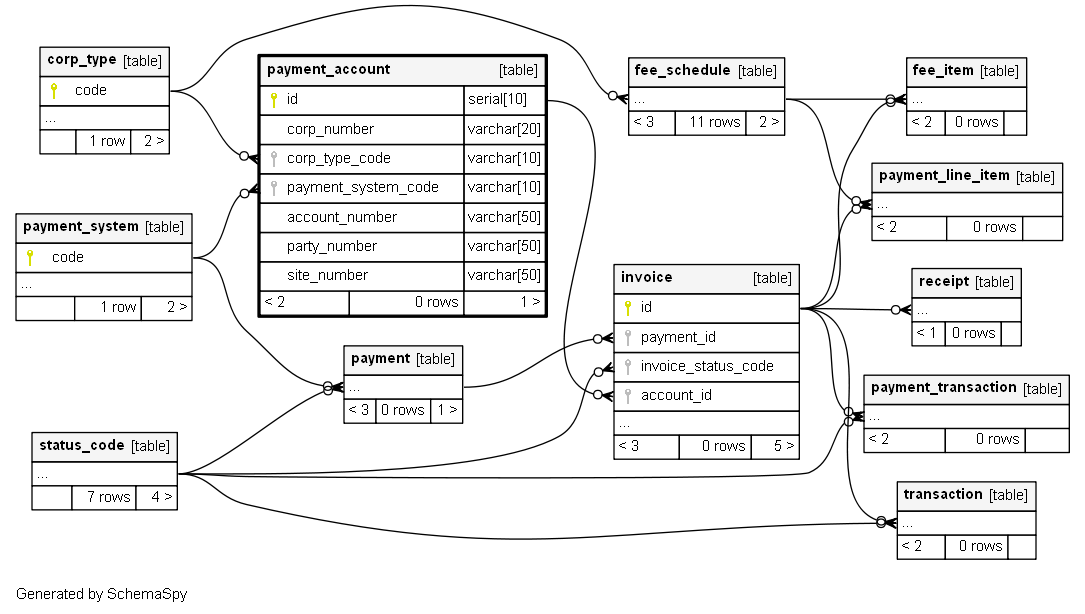 corp_type [table]
code
...
1 row 2 >
payment_system [table]
code
...
1 row 2 >
status_code [table]
...
7 rows 4 >
payment_account [table]
id serial[10]
corp_number varchar[20]
corp_type_code varchar[10]
payment_system_code varchar[10]
account_number varchar[50]
party_number varchar[50]
site_number varchar[50]
< 2 0 rows 1 >
payment [table]
...
< 3 0 rows 1 >
fee_schedule [table]
...
< 3 11 rows 2 >
invoice [table]
id
payment_id
invoice_status_code
account_id
...
< 3 0 rows 5 >
fee_item [table]
...
< 2 0 rows
payment_line_item [table]
...
< 2 0 rows
receipt [table]
...
< 1 0 rows
payment_transaction [table]
...
< 2 0 rows
transaction [table]
...
< 2 0 rows
Generated by SchemaSpy